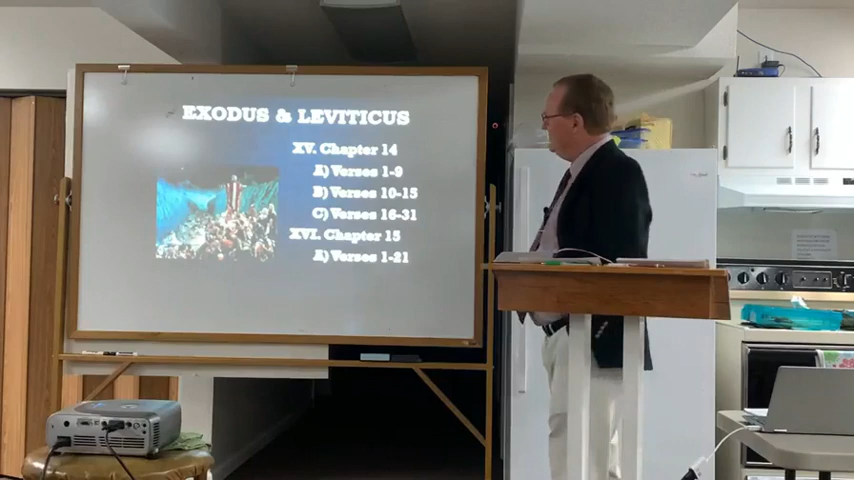 EXODUS & LEVITICUS
XV. Chapter 14
A) Verses 1-9
B) Verses 10-15
C) Verses 16-31
XVI. Chapter 15
A) Verses 1-21